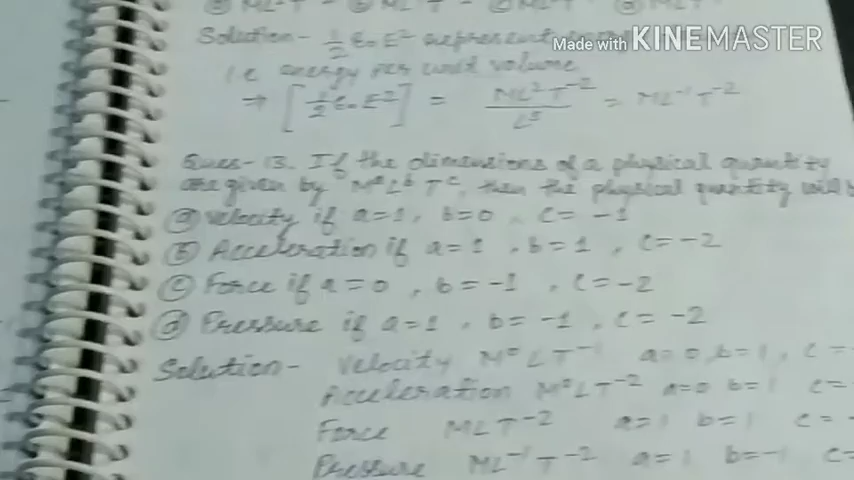 Solution - 1/2 ε₀E² represent
i.e energy per unit volume
→ [1/2 ε₀E²] = ML²T⁻²/L³ = ML⁻¹T⁻²
Ques-13. If the dimensions of a physical quantity
are given by MᵃLᵇTᶜ, then the physical quantity will
ⓐ Velocity if a=1, b=0, c=-1
ⓑ Acceleration if a=1, b=1, c=-2
ⓒ Force if a=0, b=-1, c=-2
ⓓ Pressure if a=1, b=-1, c=-2
Solution - Velocity M⁰LT⁻¹ a=0, b=1, c=
Acceleration M⁰LT⁻² a=0 b=1 c=
Force MLT⁻² a=1 b=1 c=
Pressure ML⁻¹T⁻² a=1 b=-1 c=
Made with KINEMASTER